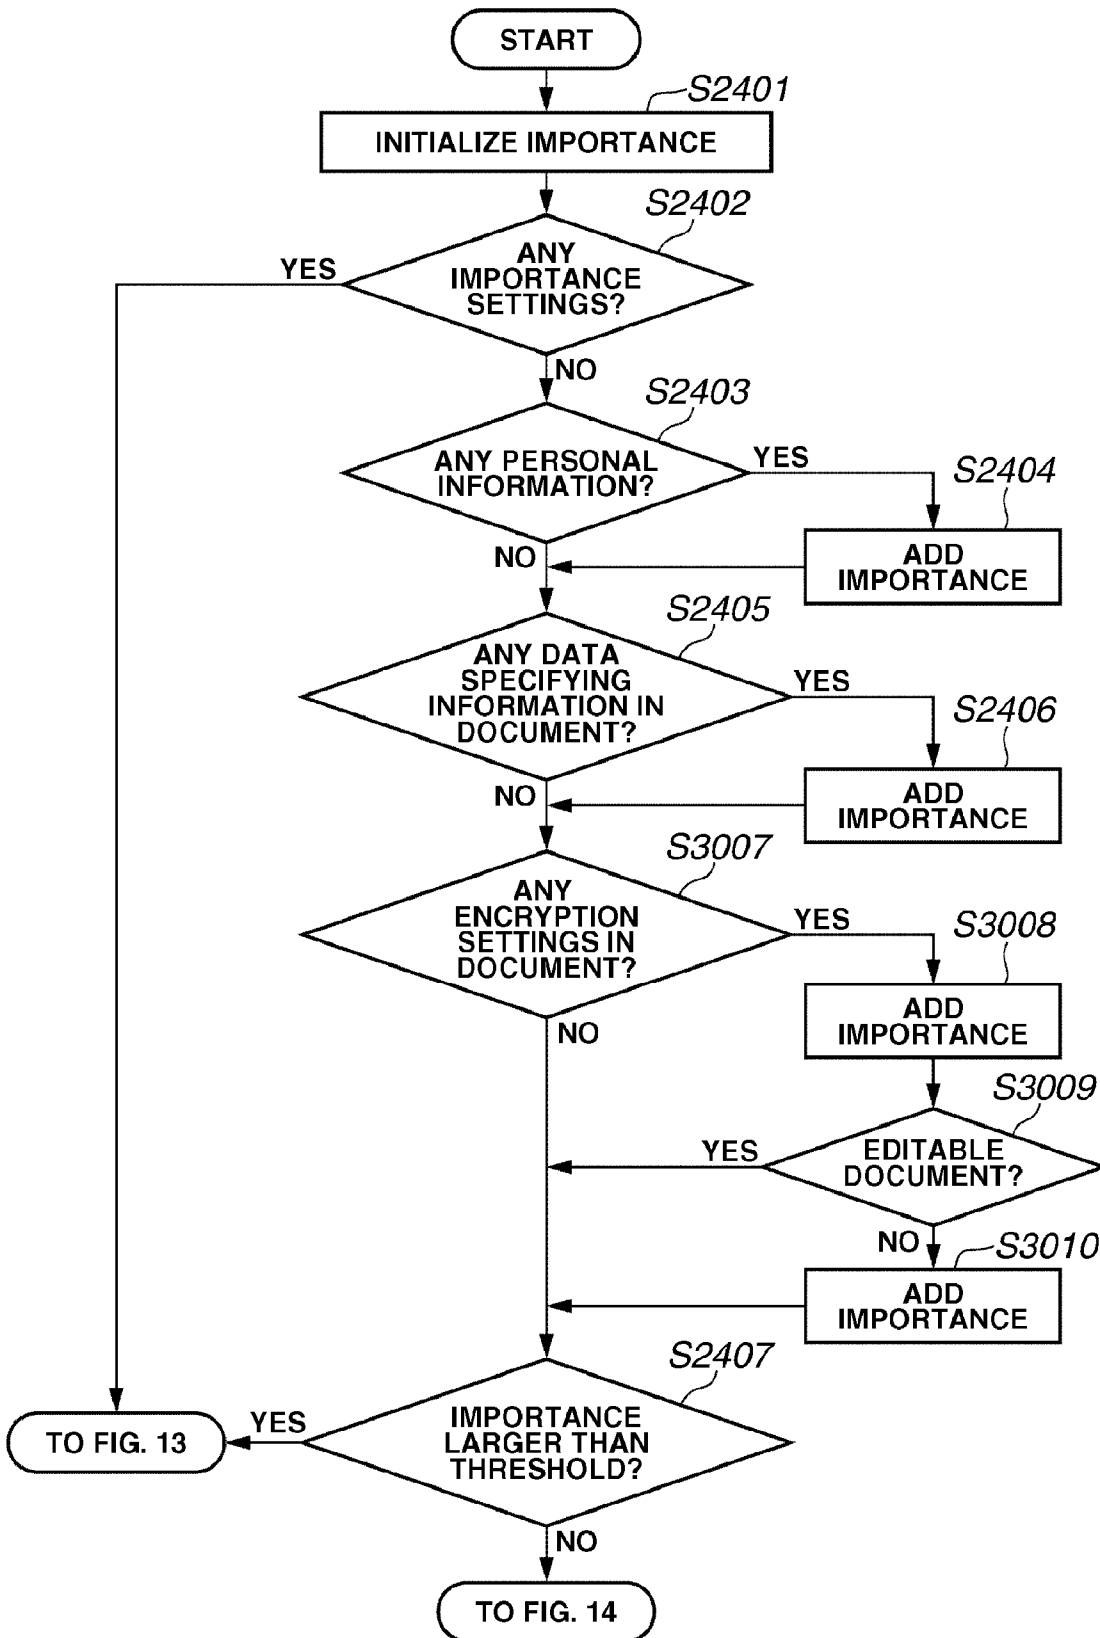 START
S2401
INITIALIZE IMPORTANCE
S2402
ANY
IMPORTANCE
SETTINGS?
YES
NO
S2403
ANY PERSONAL
INFORMATION?
YES
S2404
ADD
IMPORTANCE
NO
S2405
ANY DATA
SPECIFYING
INFORMATION IN
DOCUMENT?
YES
S2406
ADD
IMPORTANCE
NO
S3007
ANY
ENCRYPTION
SETTINGS IN
DOCUMENT?
YES
S3008
ADD
IMPORTANCE
NO
S3009
EDITABLE
DOCUMENT?
YES
NO
S3010
ADD
IMPORTANCE
S2407
IMPORTANCE
LARGER THAN
THRESHOLD?
YES
TO FIG. 13
NO
TO FIG. 14